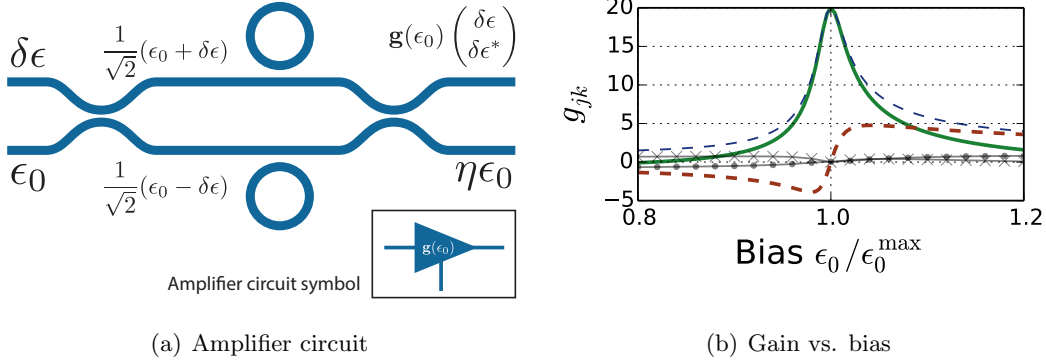 δϵ
1/√2 (ϵ₀ + δϵ)
g(ϵ₀) (δϵ
δϵ*)
ϵ₀
1/√2 (ϵ₀ − δϵ)
ηϵ₀
g(ϵ₀)
Amplifier circuit symbol
(a) Amplifier circuit
20
15
10
5
0
−5
g_jk
0.8
1.0
1.2
Bias ϵ₀/ϵ₀^max
(b) Gain vs. bias